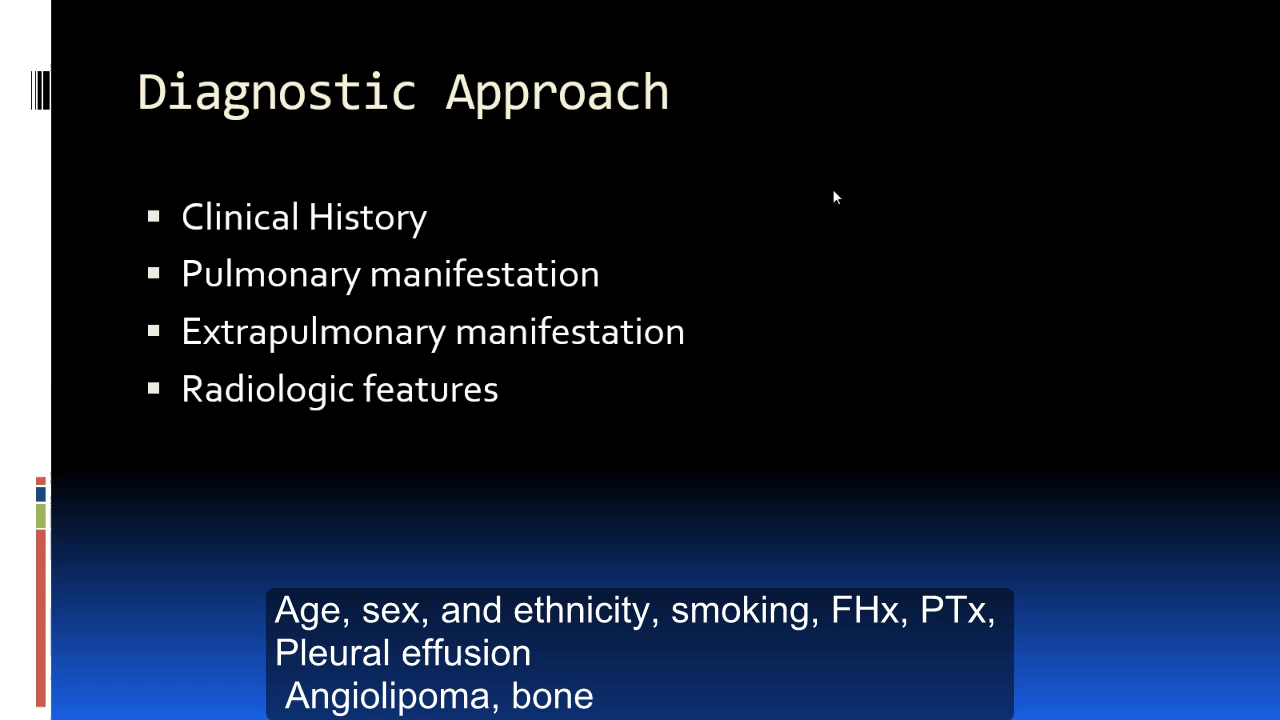 Diagnostic Approach
Clinical History
Pulmonary manifestation
Extrapulmonary manifestation
Radiologic features
Age, sex, and ethnicity, smoking, FHx, PTx,
Pleural effusion
Angiolipoma, bone